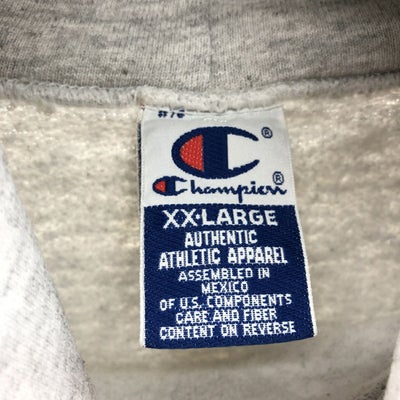 Champion®
XX-LARGE
AUTHENTIC
ATHLETIC APPAREL
ASSEMBLED IN
MEXICO
OF U.S. COMPONENTS
CARE AND FIBER
CONTENT ON REVERSE